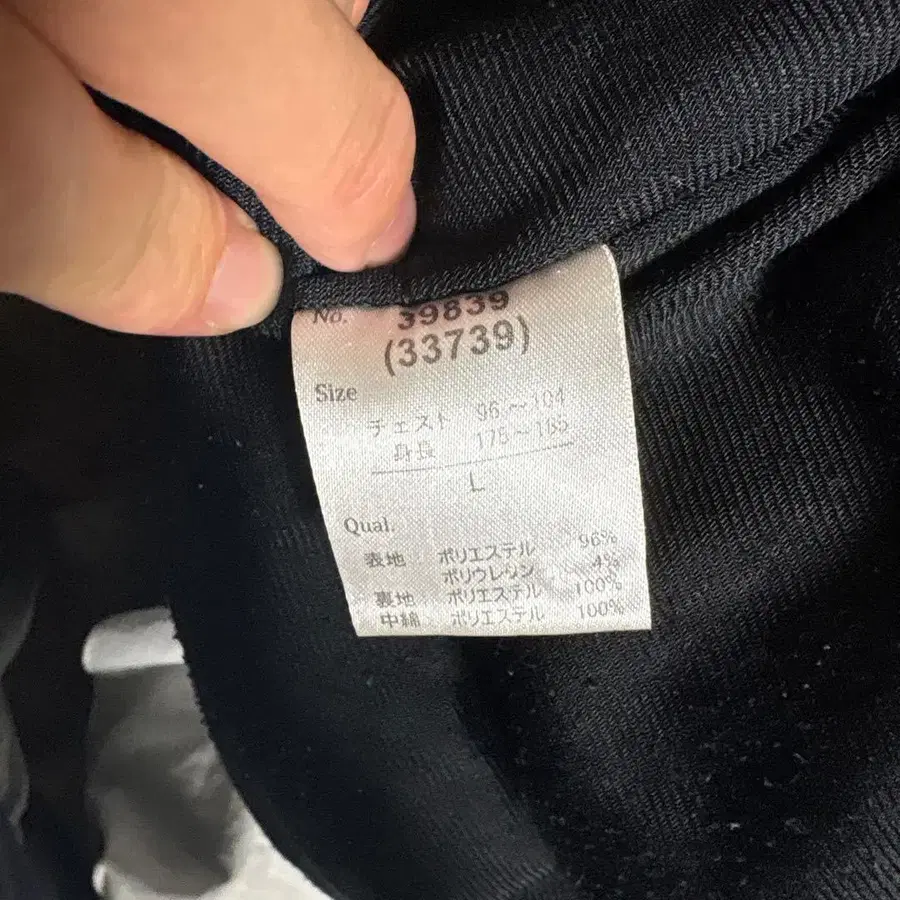 No. 39839
(33739)
Size
チェスト 96～104
身長 175～185
L
Qual.
表地 ポリエステル 96%
ポリウレタン 4%
裏地 ポリエステル 100%
中綿 ポリエステル 100%